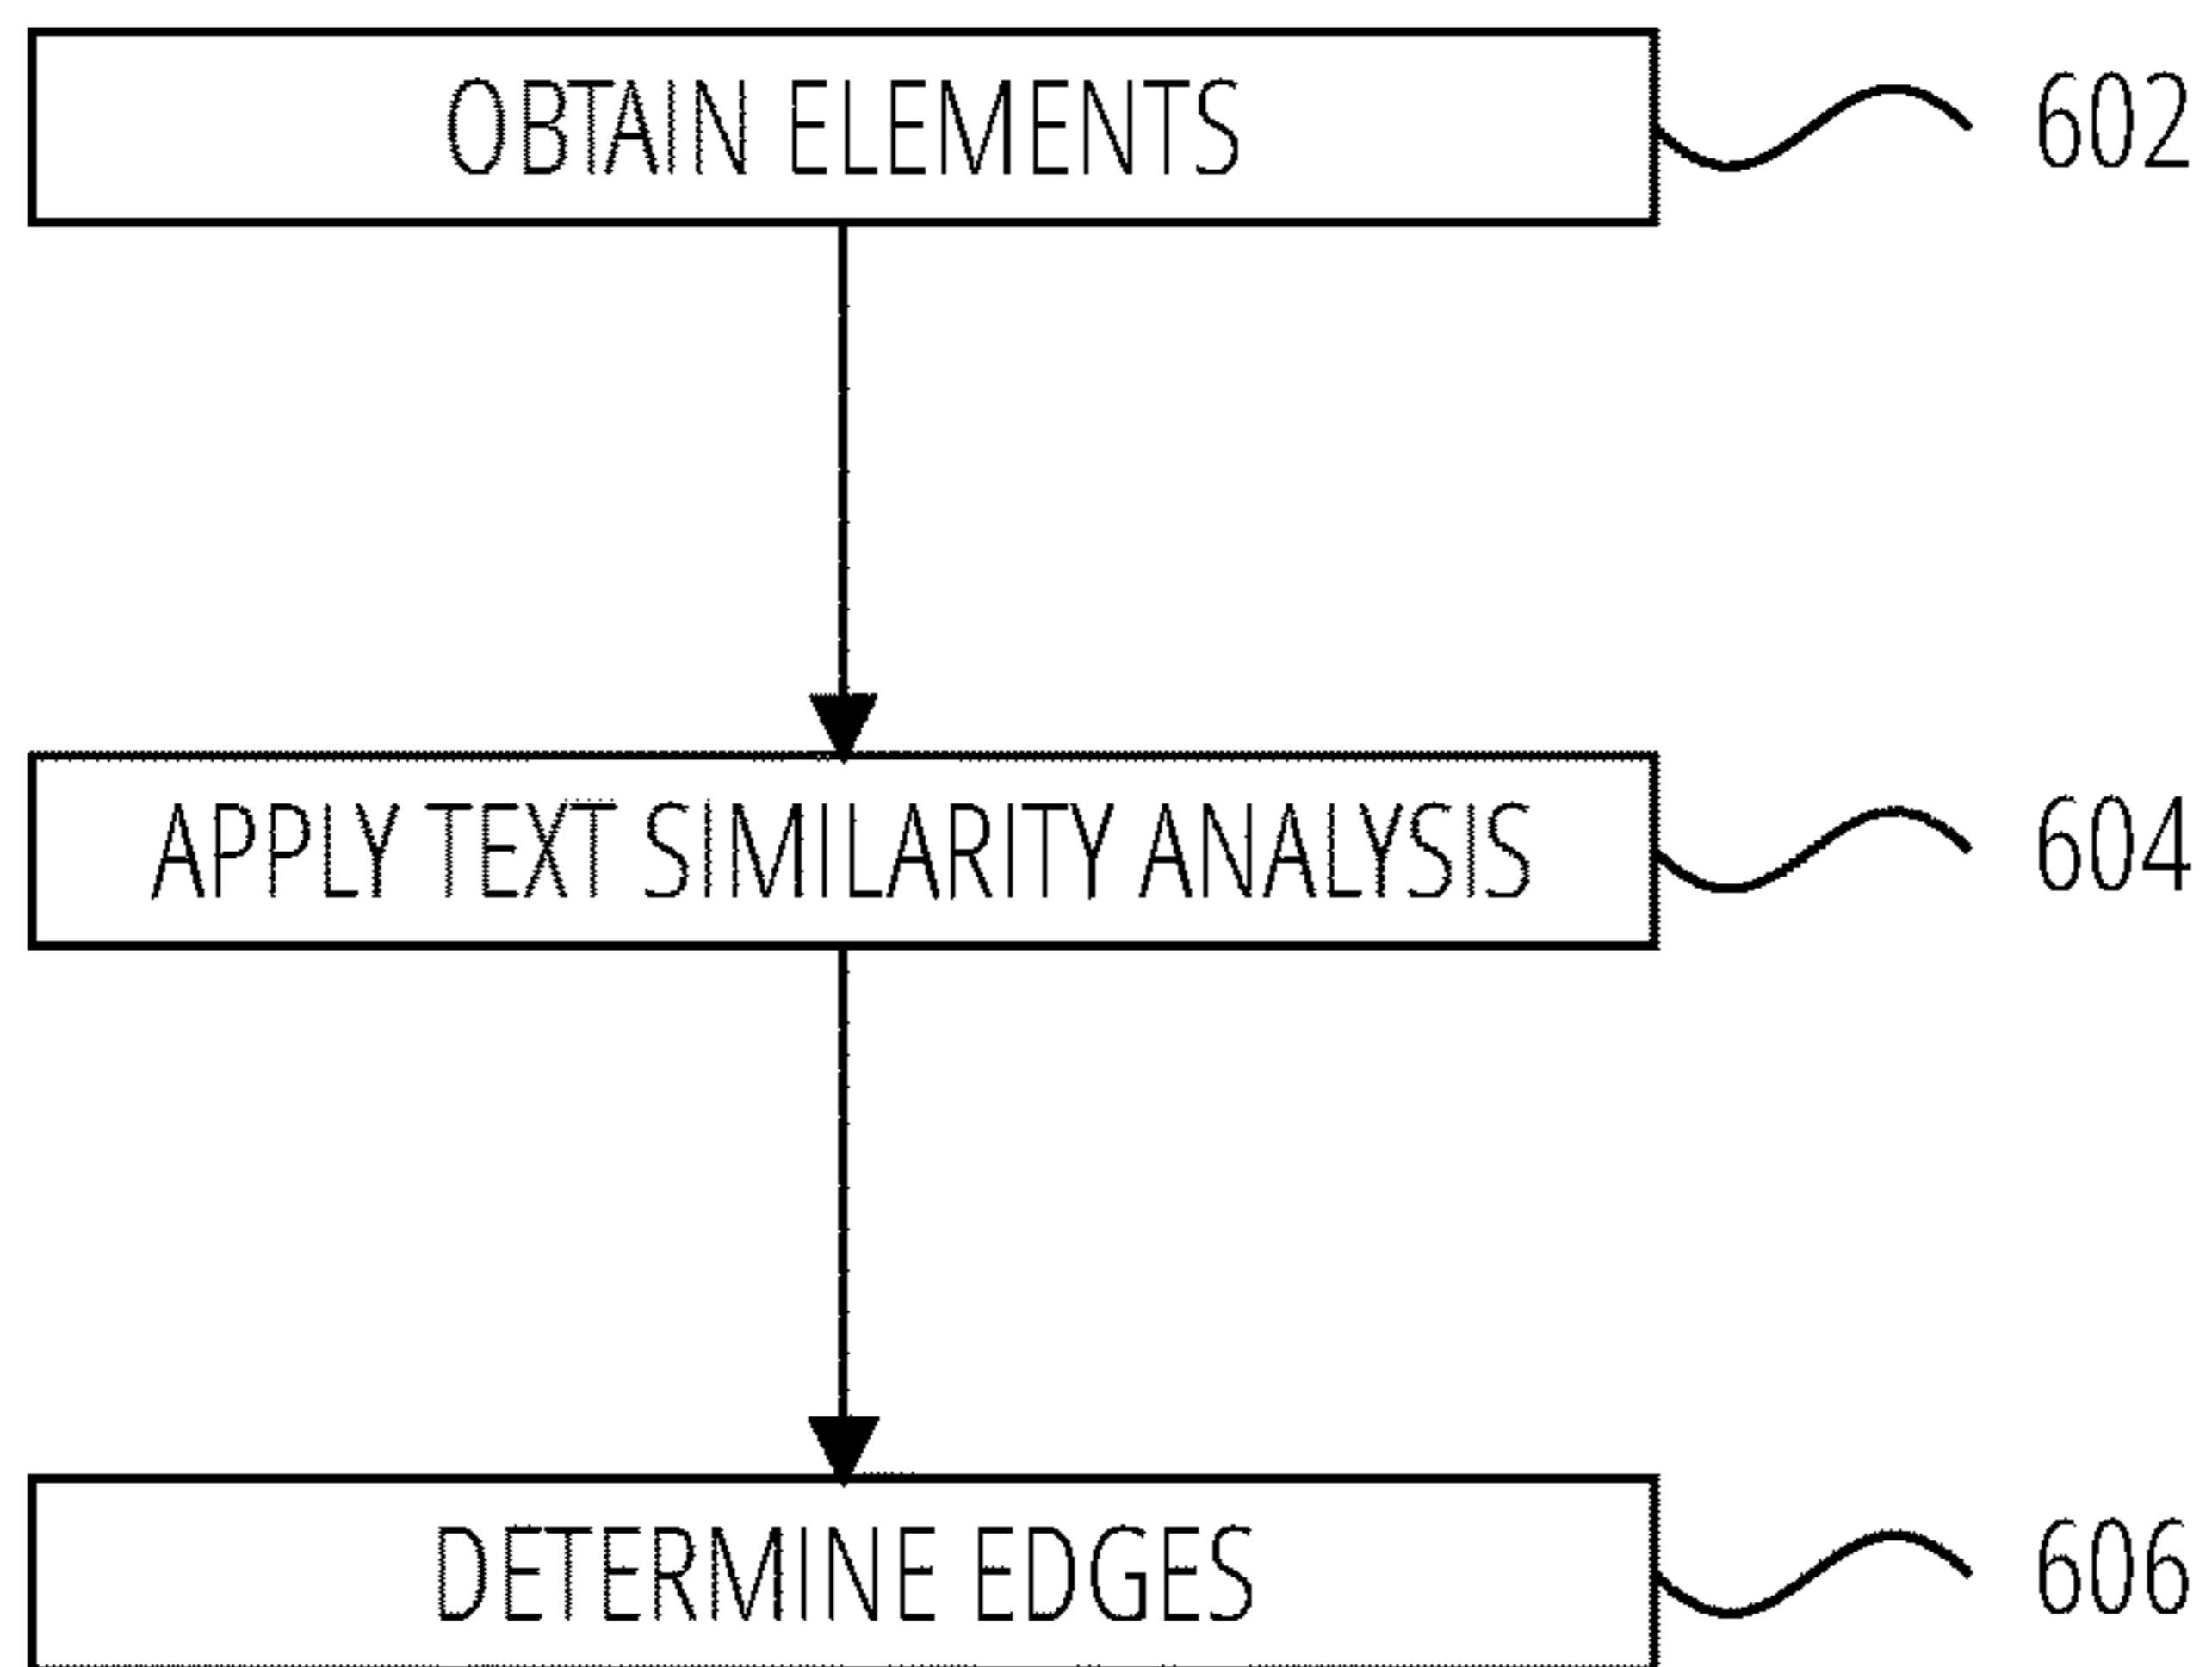 OBTAIN ELEMENTS 602
APPLY TEXT SIMILARITY ANALYSIS 604
DETERMINE EDGES 606